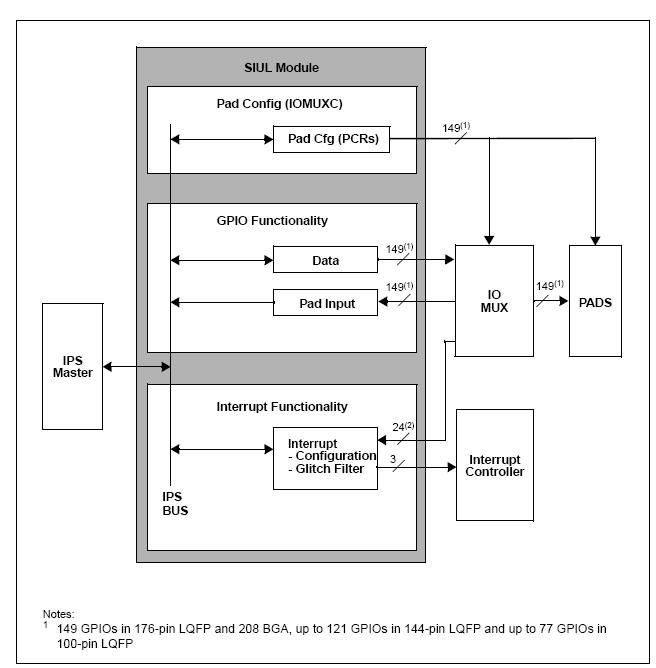 SIUL Module
Pad Config (IOMUXC)
Pad Cfg (PCRs)
149(1)
GPIO Functionality
Data
149(1)
Pad Input
149(1)
IO
MUX
149(1)
PADS
IPS
Master
Interrupt Functionality
Interrupt
- Configuration
- Glitch Filter
24(2)
3
Interrupt
Controller
IPS
BUS
Notes:
1 149 GPIOs in 176-pin LQFP and 208 BGA, up to 121 GPIOs in 144-pin LQFP and up to 77 GPIOs in
100-pin LQFP